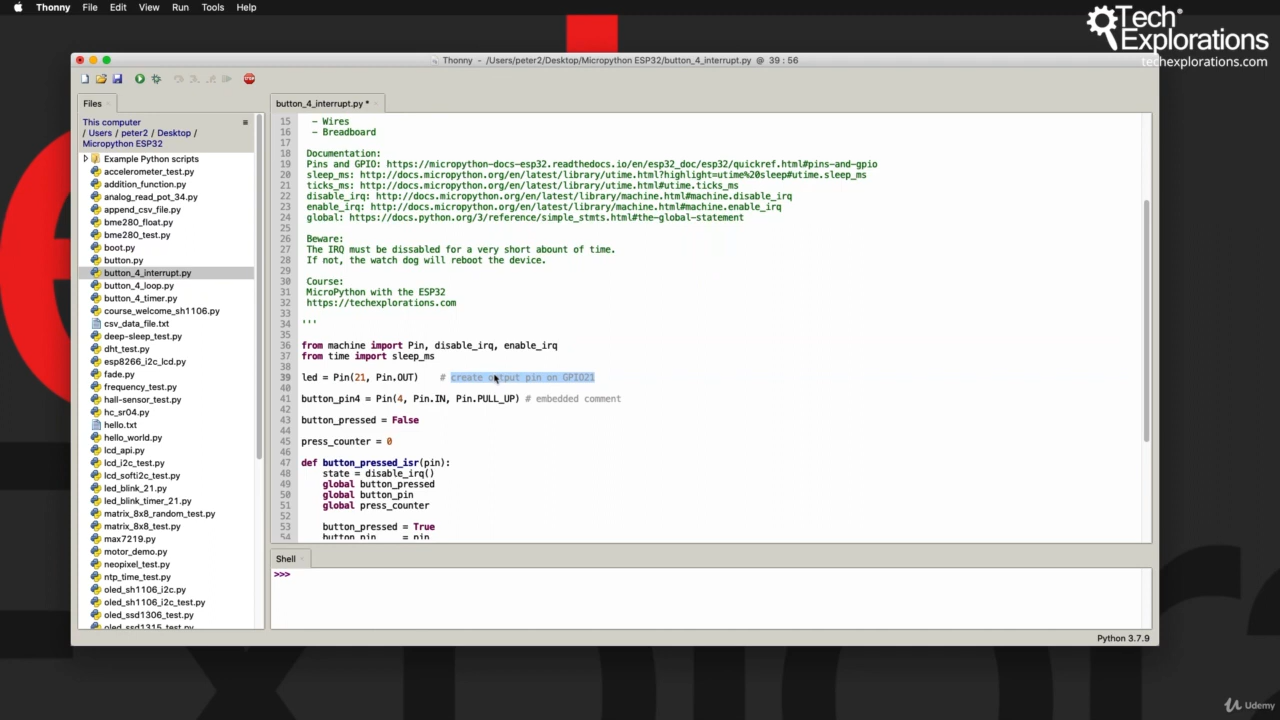 Thonny File Edit View Run Tools Help
Tech
Explorations
techexplorations.com
Thonny - /Users/peter2/Desktop/Micropython ESP32/button_4_interrupt.py @ 39 : 56
Files
This computer
/ Users / peter2 / Desktop /
Micropython ESP32
Example Python scripts
accelerometer_test.py
addition_function.py
analog_read_pot_34.py
append_csv_file.py
bme280_float.py
bme280_test.py
boot.py
button.py
button_4_interrupt.py
button_4_loop.py
button_4_timer.py
course_welcome_sh1106.py
csv_data_file.txt
deep-sleep_test.py
dht_test.py
esp8266_i2c_lcd.py
fade.py
frequency_test.py
hall-sensor_test.py
hc_sr04.py
hello.txt
hello_world.py
lcd_api.py
lcd_i2c_test.py
lcd_softi2c_test.py
led_blink_21.py
led_blink_timer_21.py
matrix_8x8_random_test.py
matrix_8x8_test.py
max7219.py
motor_demo.py
neopixel_test.py
ntp_time_test.py
oled_sh1106_i2c.py
oled_sh1106_i2c_test.py
oled_ssd1306_test.py
oled_ssd1315_test.py
button_4_interrupt.py *
15 - Wires
16 - Breadboard
17
18 Documentation:
19 Pins and GPIO: https://micropython-docs-esp32.readthedocs.io/en/esp32_doc/esp32/quickref.html#pins-and-gpio
20 sleep_ms: http://docs.micropython.org/en/latest/library/utime.html?highlight=utime%20sleep#utime.sleep_ms
21 ticks_ms: http://docs.micropython.org/en/latest/library/utime.html#utime.ticks_ms
22 disable_irq: http://docs.micropython.org/en/latest/library/machine.html#machine.disable_irq
23 enable_irq: http://docs.micropython.org/en/latest/library/machine.html#machine.enable_irq
24 global: https://docs.python.org/3/reference/simple_stmts.html#the-global-statement
25
26 Beware:
27 The IRQ must be dissabled for a very short abount of time.
28 If not, the watch dog will reboot the device.
29
30 Course:
31 MicroPython with the ESP32
32 https://techexplorations.com
33
34 '''
35
36 from machine import Pin, disable_irq, enable_irq
37 from time import sleep_ms
38
39 led = Pin(21, Pin.OUT) # create output pin on GPIO21
40
41 button_pin4 = Pin(4, Pin.IN, Pin.PULL_UP) # embedded comment
42
43 button_pressed = False
44
45 press_counter = 0
46
47 def button_pressed_isr(pin):
48 state = disable_irq()
49 global button_pressed
50 global button_pin
51 global press_counter
52
53 button_pressed = True
54 button_pin = pin
Shell
>>>
Python 3.7.9
Udemy